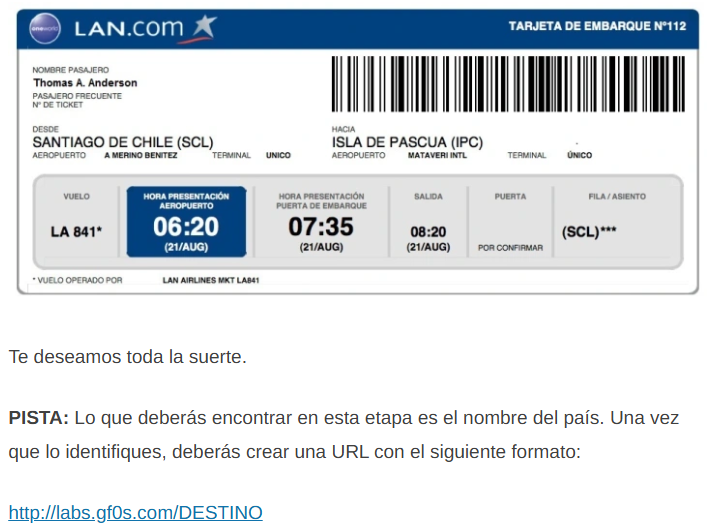 oneworld LAN.com TARJETA DE EMBARQUE Nº112
NOMBRE PASAJERO
Thomas A. Anderson
PASAJERO FRECUENTE
Nº DE TICKET
DESDE HACIA
SANTIAGO DE CHILE (SCL) ISLA DE PASCUA (IPC)
AEROPUERTO A MERINO BENITEZ TERMINAL UNICO AEROPUERTO MATAVERI INTL TERMINAL ÚNICO
VUELO HORA PRESENTACIÓN HORA PRESENTACIÓN SALIDA PUERTA FILA / ASIENTO
AEROPUERTO PUERTA DE EMBARQUE
LA 841* 06:20 07:35 08:20 (SCL)***
(21/AUG) (21/AUG) (21/AUG) POR CONFIRMAR
* VUELO OPERADO POR LAN AIRLINES MKT LA841
Te deseamos toda la suerte.
PISTA: Lo que deberás encontrar en esta etapa es el nombre del país. Una vez
que lo identifiques, deberás crear una URL con el siguiente formato:
http://labs.gf0s.com/DESTINO